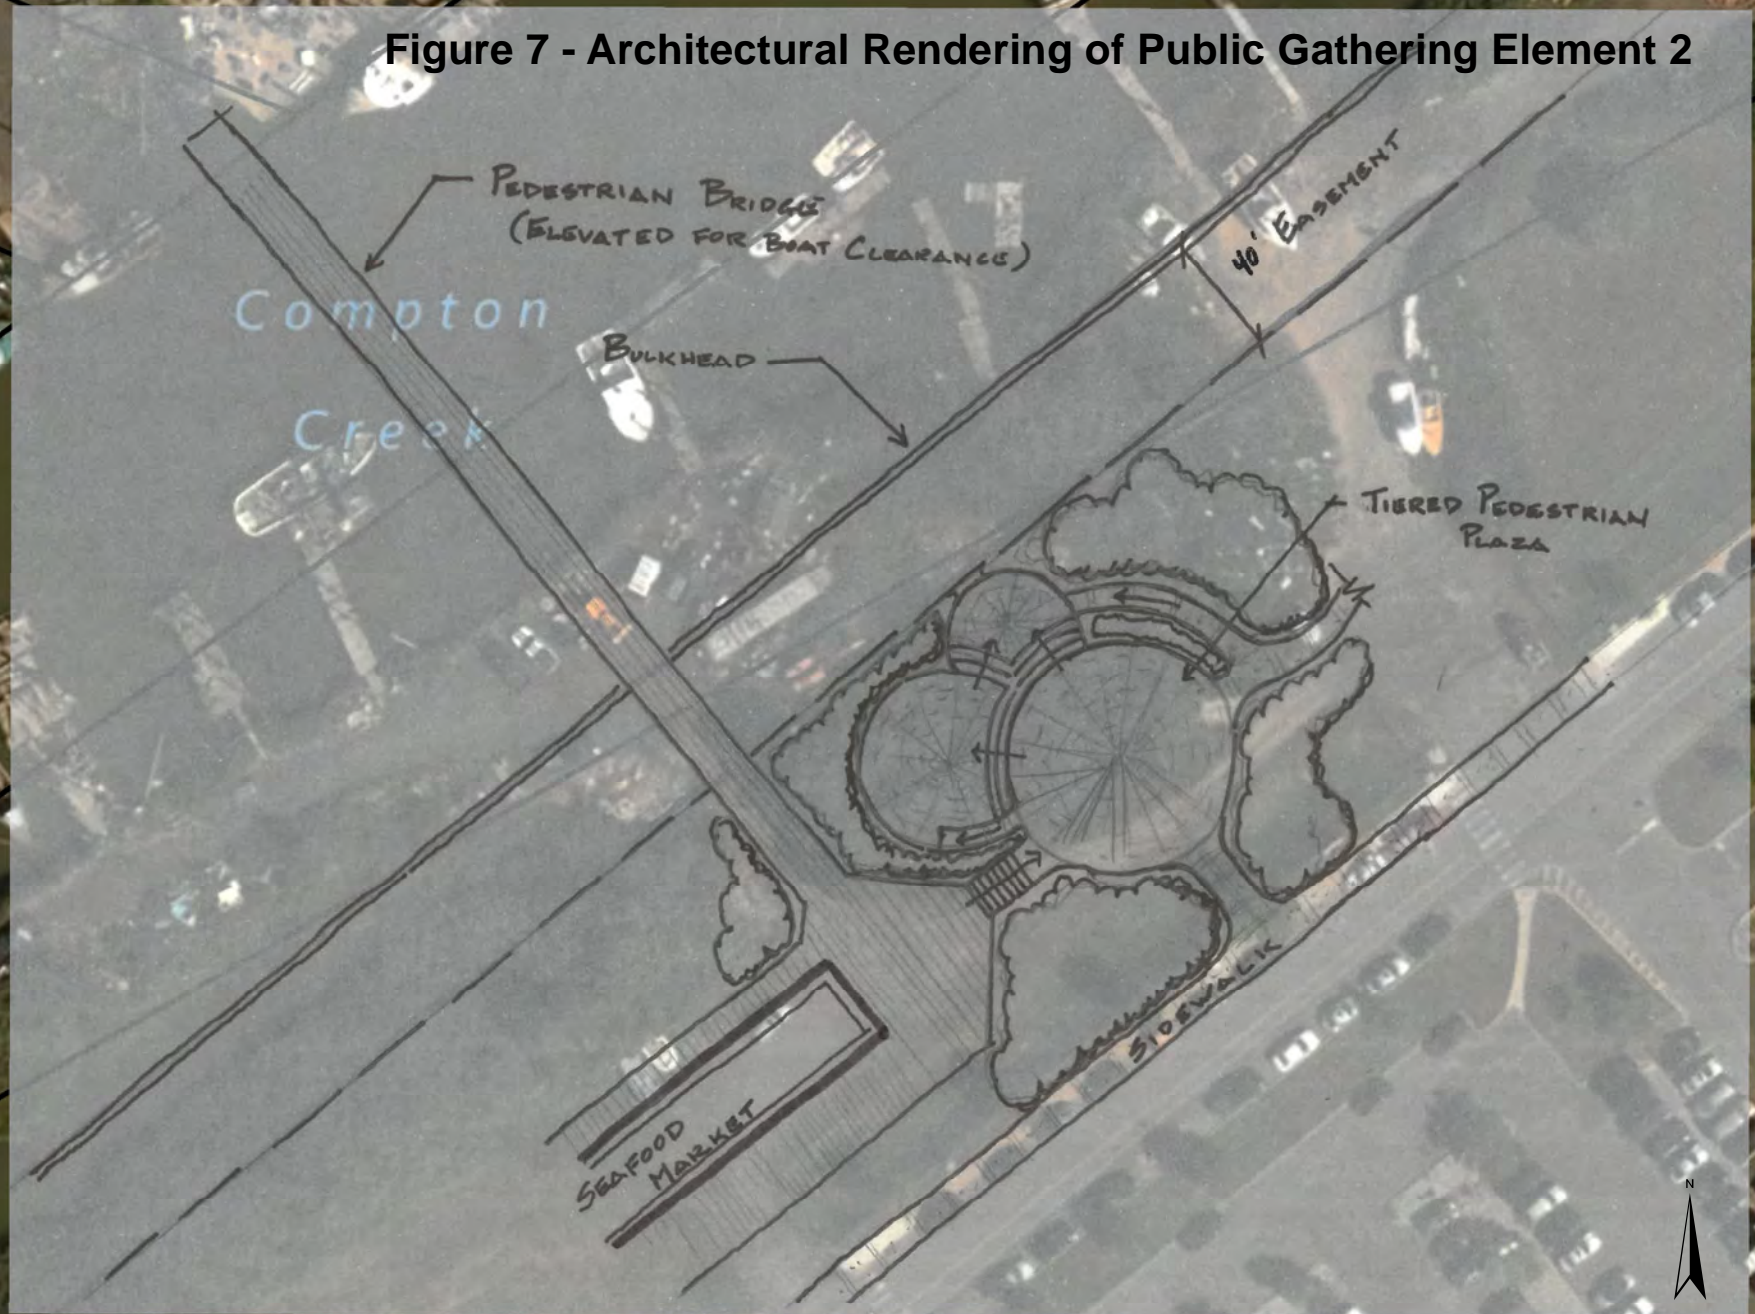 Figure 7 - Architectural Rendering of Public Gathering Element 2
PEDESTRIAN BRIDGE
(ELEVATED FOR BOAT CLEARANCE)
40' EASEMENT
Compton
BULKHEAD
Creek
TIERED PEDESTRIAN
PLAZA
SIDEWALK
SEAFOOD
MARKET
N